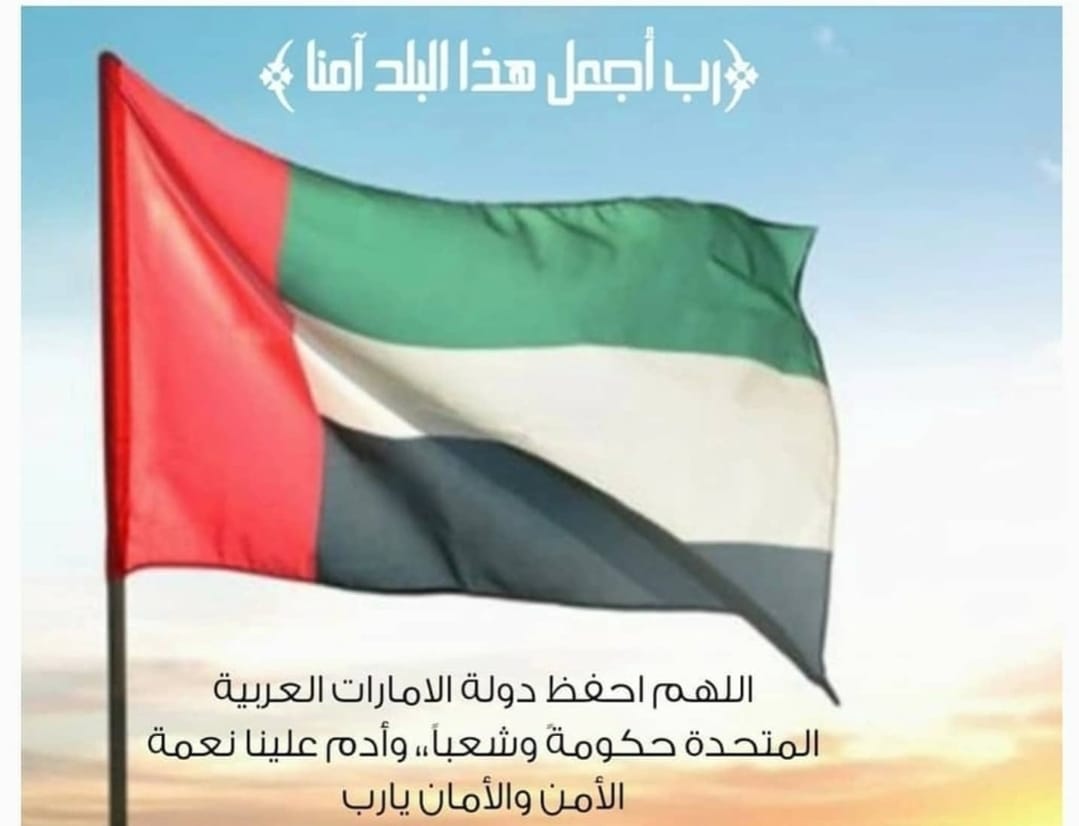 ﴿رب أجعل هذا البلد آمنا﴾
اللهم احفظ دولة الامارات العربية
المتحدة حكومةً وشعباً،، وأدم علينا نعمة
الأمن والأمان يارب